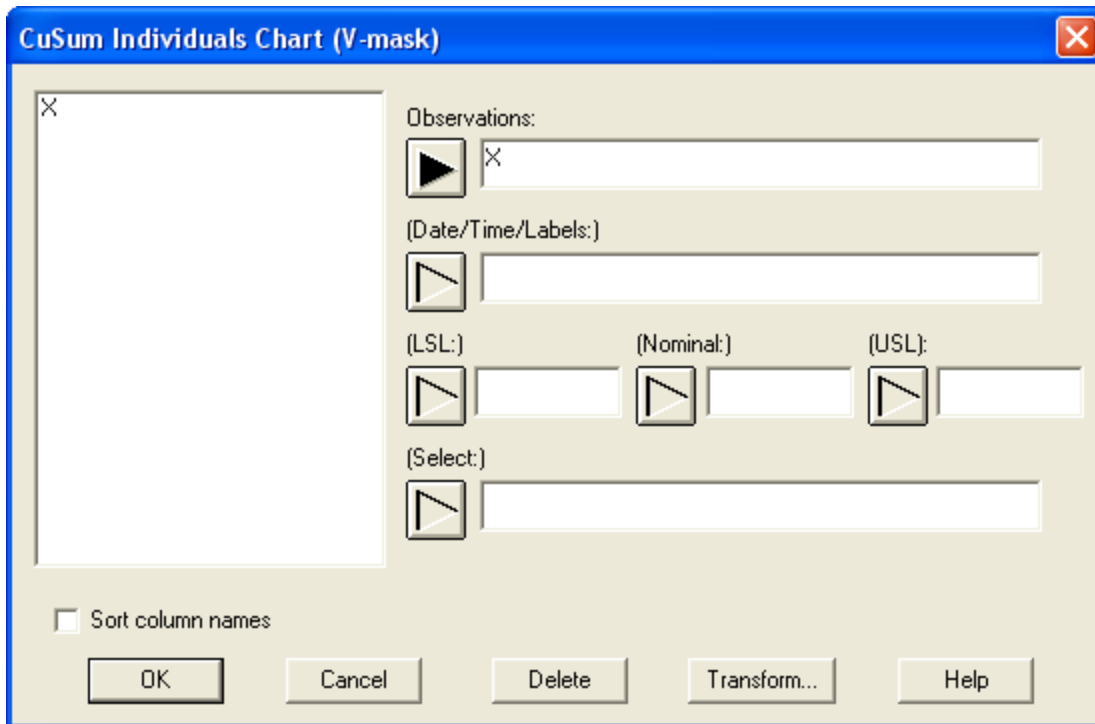 CuSum Individuals Chart (V-mask)
X
Observations:
X
(Date/Time/Labels:)
(LSL:) (Nominal:) (USL):
(Select:)
Sort column names
OK Cancel Delete Transform... Help